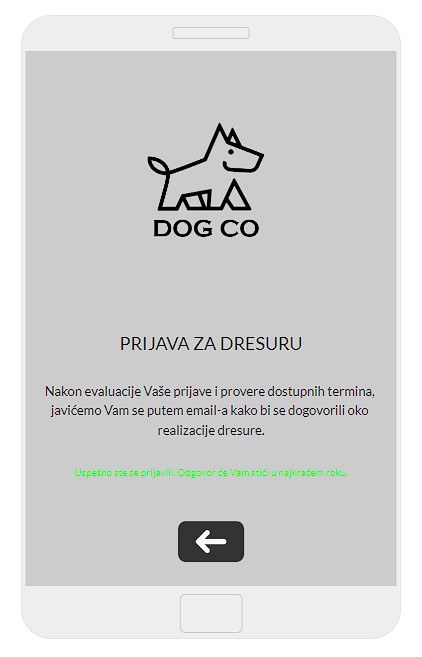 DOG CO
PRIJAVA ZA DRESURU
Nakon evaluacije Vaše prijave i provere dostupnih termina,
javićemo Vam se putem email-a kako bi se dogovorili oko
realizacije dresure.
Uspešno ste se prijavili. Odgovor će Vam stići u najkraćem roku.